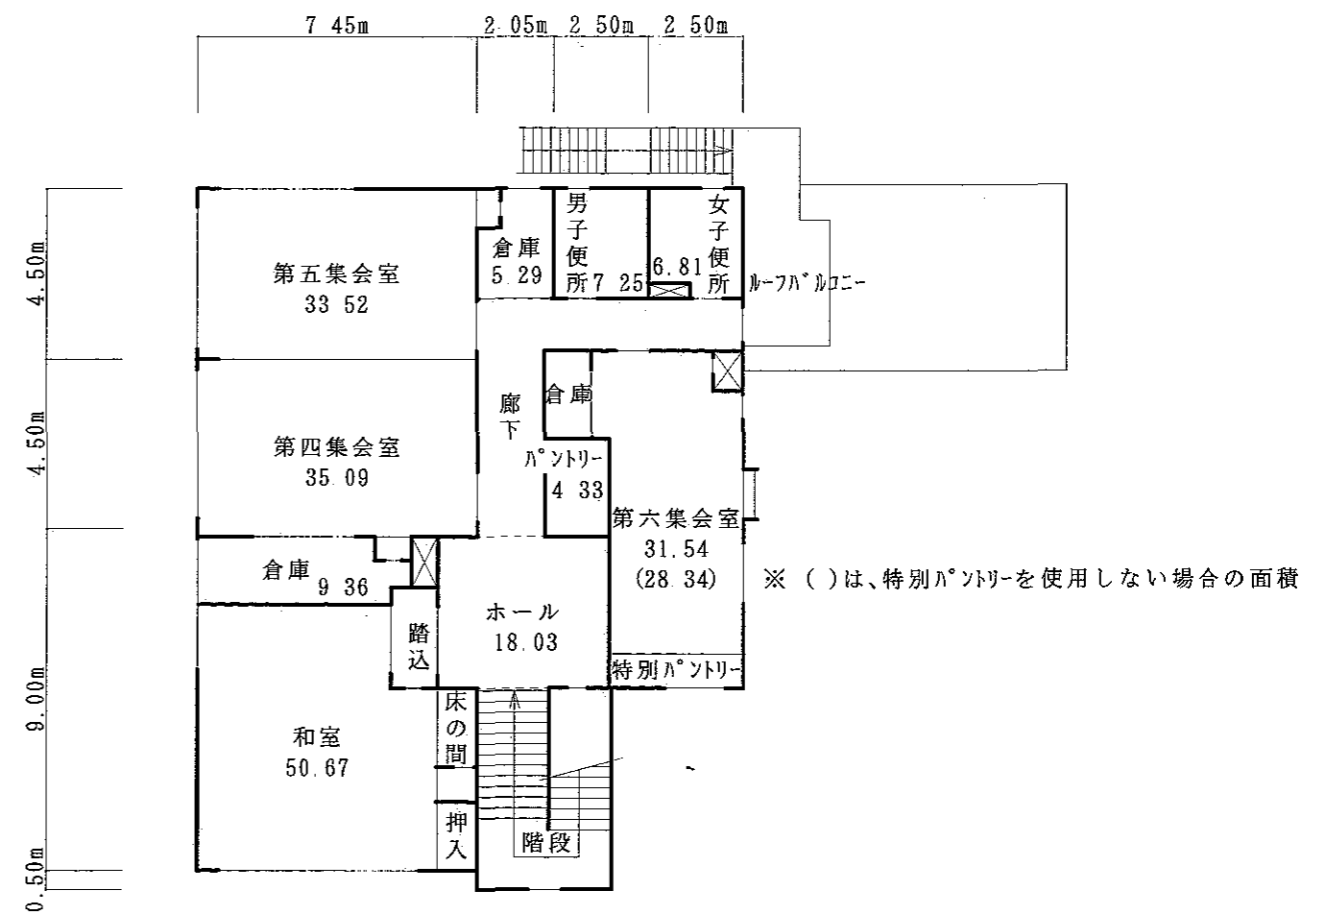 7 45m
2 05m
2 50m
2 50m
4.50m
4.50m
9.00m
0.50m
第五集会室
33 52
倉庫
5.29
男子便所
7 25
女子便所
6.81
ルーフバルコニー
第四集会室
35.09
廊下
倉庫
パントリー
4 33
第六集会室
31.54
(28 34)
※ ( )は、特別パントリーを使用しない場合の面積
倉庫
9 36
踏込
ホール
18.03
特別パントリー
和室
50.67
床の間
押入
階段